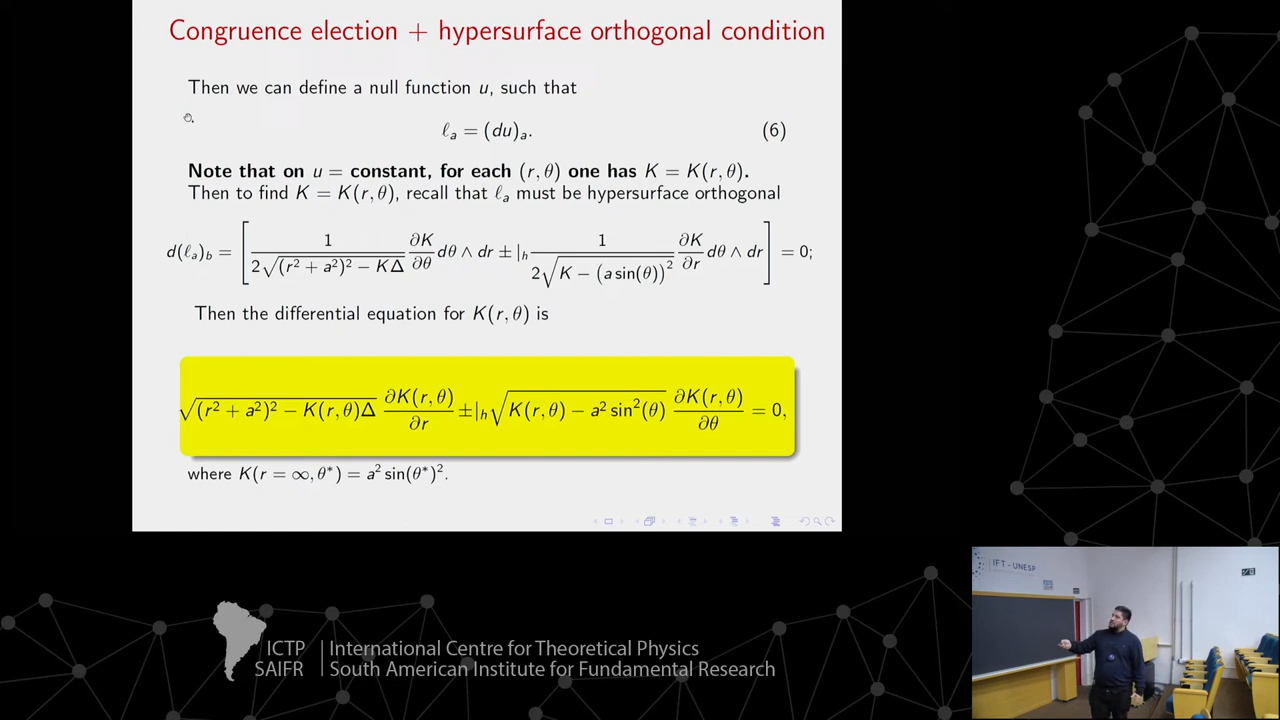 Congruence election + hypersurface orthogonal condition
Then we can define a null function u, such that
ℓ_a = (du)_a. (6)
Note that on u = constant, for each (r, θ) one has K = K(r, θ).
Then to find K = K(r, θ), recall that ℓ_a must be hypersurface orthogonal
d(ℓ_a)_b = [ 1 / (2√((r² + a²)² − KΔ)) ∂K/∂θ dθ ∧ dr ±|_h 1 / (2√(K − (a sin(θ))²)) ∂K/∂r dθ ∧ dr ] = 0;
Then the differential equation for K(r, θ) is
√((r² + a²)² − K(r, θ)Δ) ∂K(r, θ)/∂r ±|_h √(K(r, θ) − a² sin²(θ)) ∂K(r, θ)/∂θ = 0,
where K(r = ∞, θ*) = a² sin(θ*)².
IFT - UNESP
ICTP | International Centre for Theoretical Physics
SAIFR | South American Institute for Fundamental Research